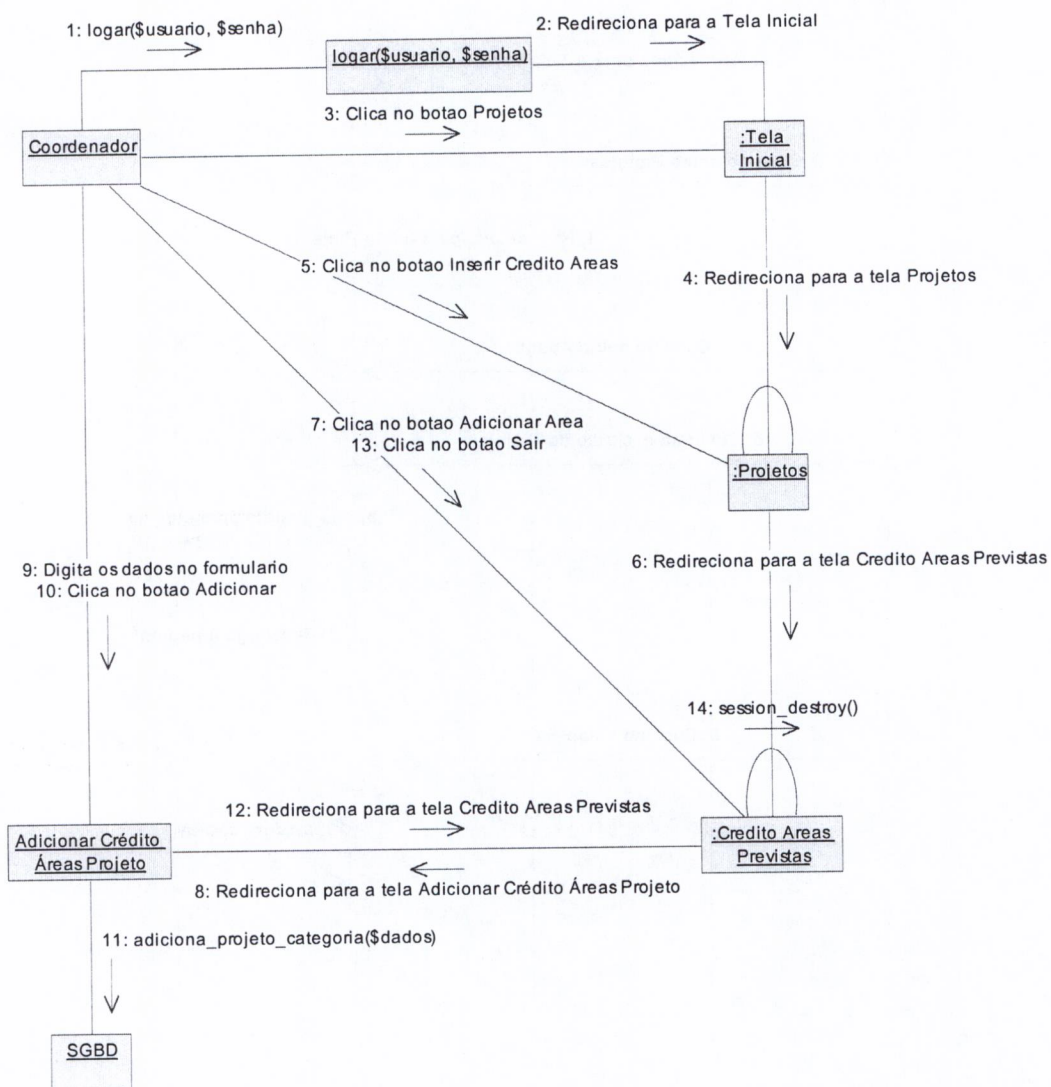 1: logar($usuario, $senha)
2: Redireciona para a Tela Inicial
logar($usuario, $senha)
3: Clica no botao Projetos
Coordenador
:Tela
Inicial
5: Clica no botao Inserir Credito Areas
4: Redireciona para a tela Projetos
7: Clica no botao Adicionar Area
13: Clica no botao Sair
:Projetos
9: Digita os dados no formulario
10: Clica no botao Adicionar
6: Redireciona para a tela Credito Areas Previstas
14: session_destroy()
12: Redireciona para a tela Credito Areas Previstas
Adicionar Crédito
Áreas Projeto
:Credito Areas
Previstas
8: Redireciona para a tela Adicionar Crédito Áreas Projeto
11: adiciona_projeto_categoria($dados)
SGBD